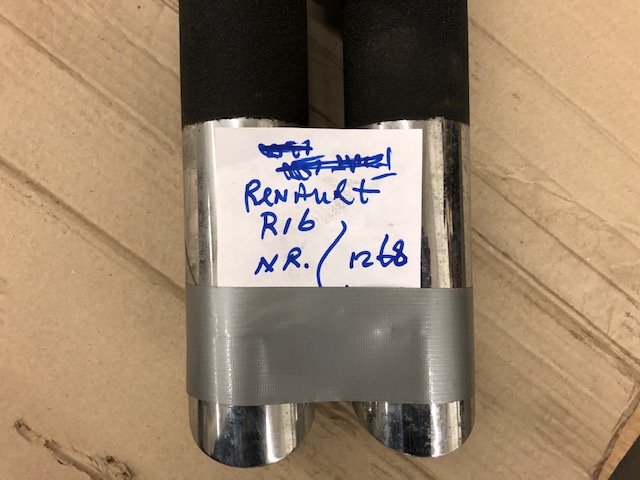 RENAULT
R16
NR. / 1268